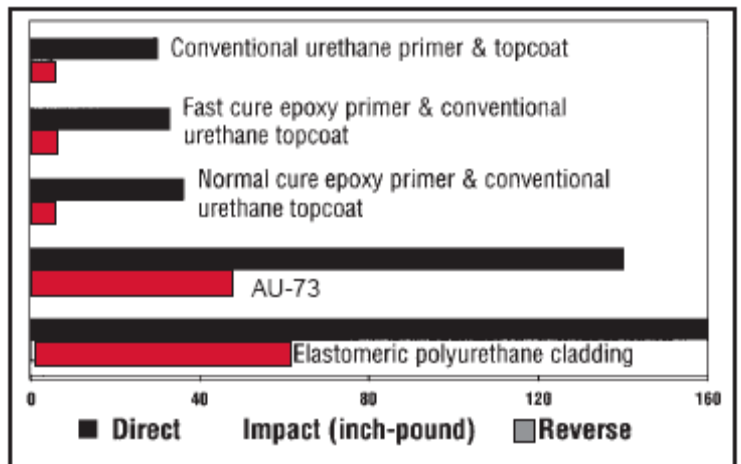 Conventional urethane primer & topcoat
Fast cure epoxy primer & conventional
urethane topcoat
Normal cure epoxy primer & conventional
urethane topcoat
AU-73
Elastomeric polyurethane cladding
0 40 80 120 160
Direct Impact (inch-pound) Reverse